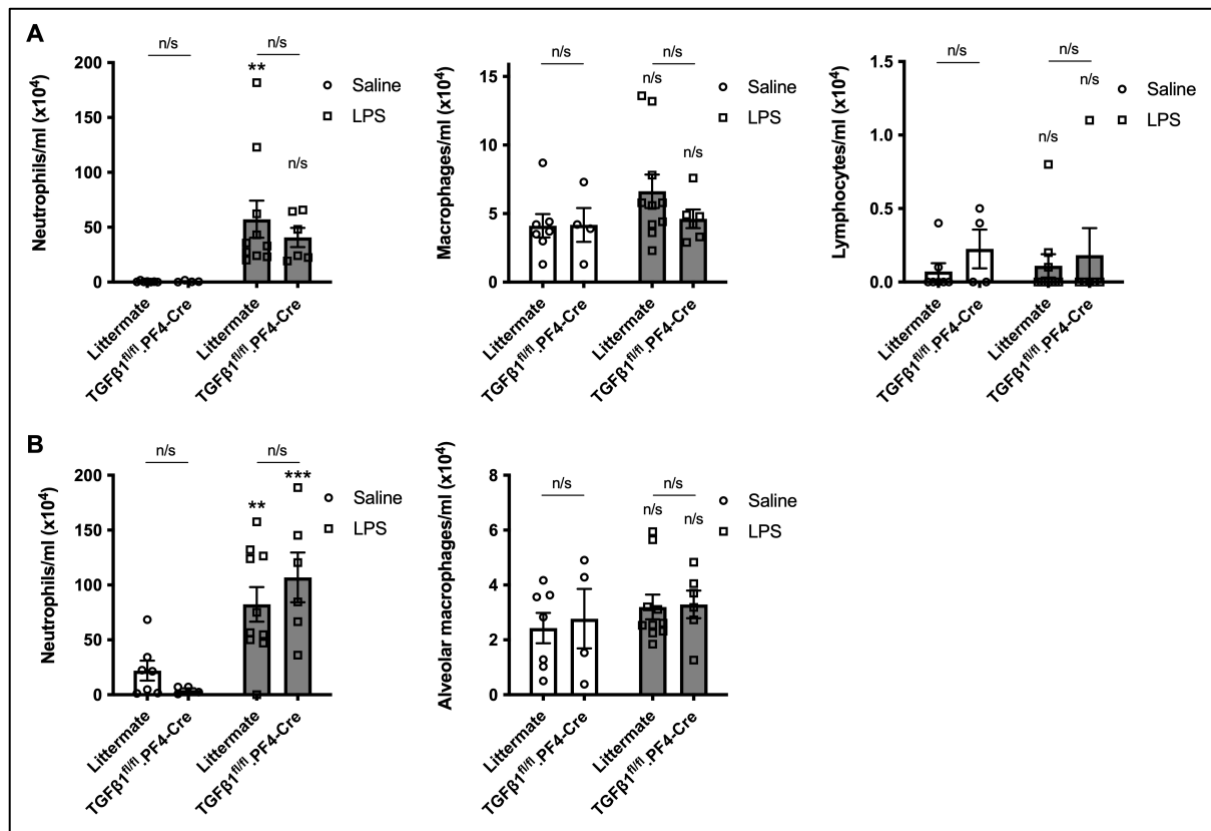 A
n/s
n/s
**
n/s
Saline
LPS
200
150
100
50
0
Neutrophils/ml (x10⁴)
Littermate
TGFβ1fl/fl.PF4-Cre
Littermate
TGFβ1fl/fl.PF4-Cre
n/s
n/s
n/s
n/s
Saline
LPS
15
10
5
0
Macrophages/ml (x10⁴)
Littermate
TGFβ1fl/fl.PF4-Cre
Littermate
TGFβ1fl/fl.PF4-Cre
n/s
n/s
n/s
n/s
Saline
LPS
1.5
1.0
0.5
0.0
Lymphocytes/ml (x10⁴)
Littermate
TGFβ1fl/fl.PF4-Cre
Littermate
TGFβ1fl/fl.PF4-Cre
B
n/s
n/s
**
***
Saline
LPS
200
150
100
50
0
Neutrophils/ml (x10⁴)
Littermate
TGFβ1fl/fl.PF4-Cre
Littermate
TGFβ1fl/fl.PF4-Cre
n/s
n/s
n/s
n/s
Saline
LPS
8
6
4
2
0
Alveolar macrophages/ml (x10⁴)
Littermate
TGFβ1fl/fl.PF4-Cre
Littermate
TGFβ1fl/fl.PF4-Cre